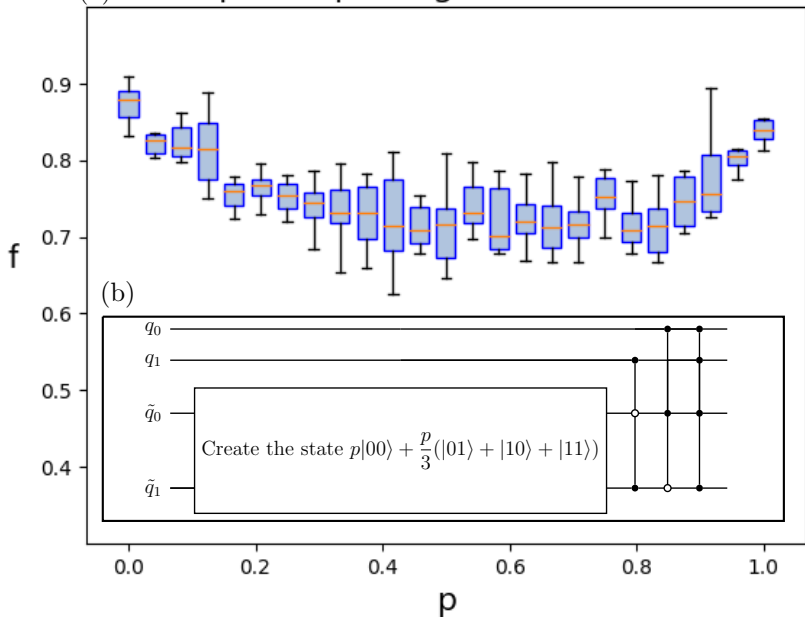 f
0.9
0.8
0.7
0.6
0.5
0.4
(b)
q₀
q₁
q̃₀
q̃₁
Create the state p|00⟩ + p/3(|01⟩ + |10⟩ + |11⟩)
0.0 0.2 0.4 0.6 0.8 1.0
p